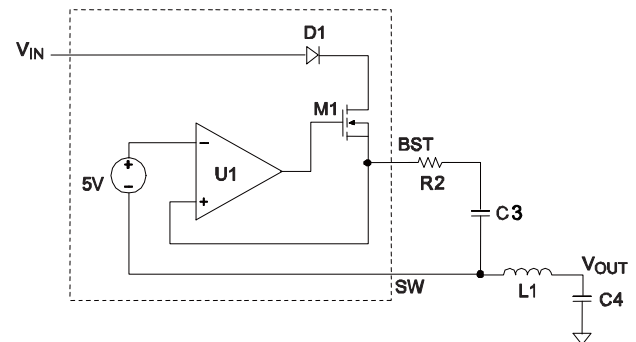 D1
VIN
M1
BST
−
U1
R2
+
−
5V
+
C3
VOUT
SW
L1
C4